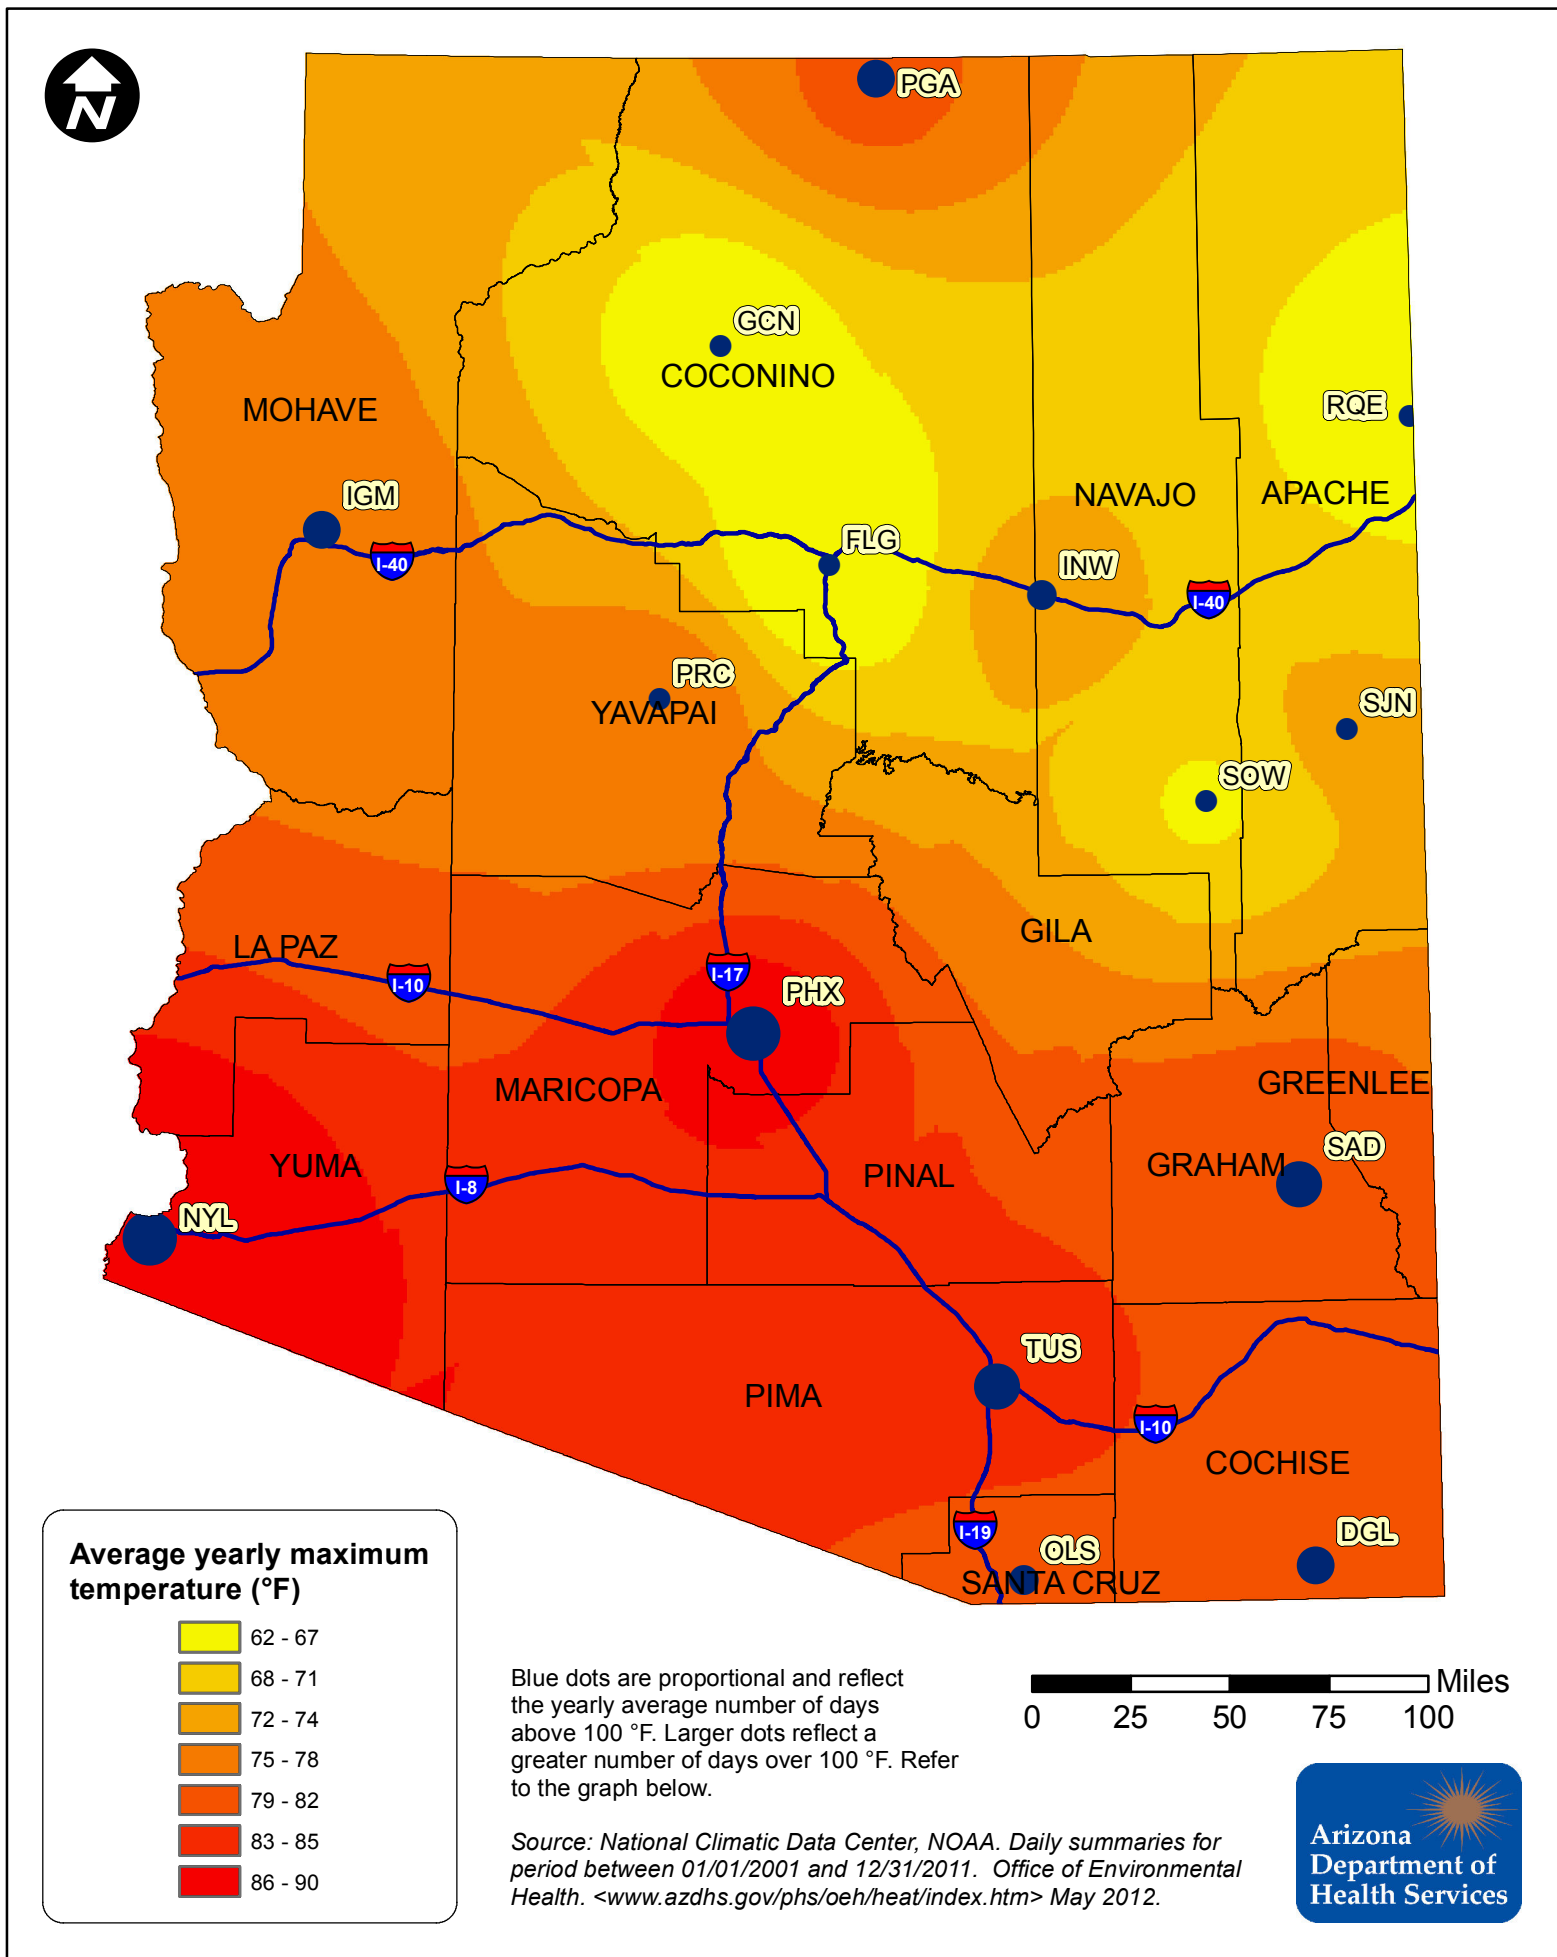 N
PGA
GCN
COCONINO
RQE
MOHAVE
IGM
NAVAJO
APACHE
FLG
I-40
INW
I-40
PRC
YAVAPAI
SJN
SOW
GILA
LA PAZ
I-10
I-17
PHX
MARICOPA
GREENLEE
YUMA
I-8
PINAL
GRAHAM
SAD
NYL
TUS
PIMA
I-10
COCHISE
I-19
OLS
SANTA CRUZ
DGL
Average yearly maximum
temperature (°F)
62 - 67
68 - 71
72 - 74
75 - 78
79 - 82
83 - 85
86 - 90
Blue dots are proportional and reflect
the yearly average number of days
above 100 °F. Larger dots reflect a
greater number of days over 100 °F. Refer
to the graph below.
Source: National Climatic Data Center, NOAA. Daily summaries for
period between 01/01/2001 and 12/31/2011.  Office of Environmental
Health. <www.azdhs.gov/phs/oeh/heat/index.htm> May 2012.
Miles
0 25 50 75 100
Arizona
Department of
Health Services